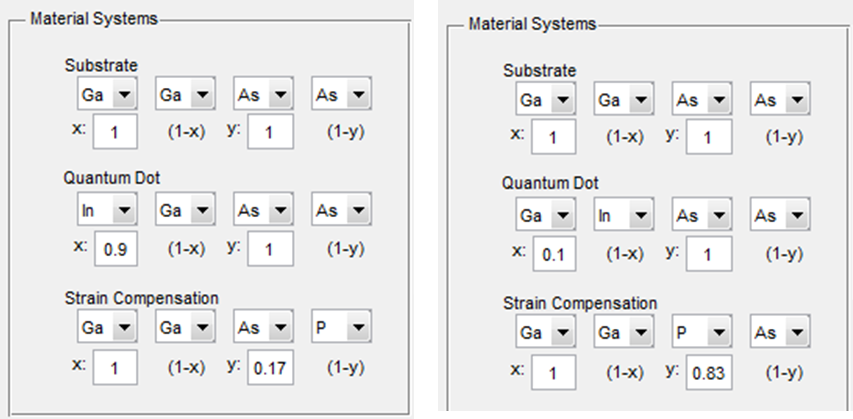 Material Systems
Substrate
Ga Ga As As
x: 1 (1-x) y: 1 (1-y)
Quantum Dot
In Ga As As
x: 0.9 (1-x) y: 1 (1-y)
Strain Compensation
Ga Ga As P
x: 1 (1-x) y: 0.17 (1-y)
Material Systems
Substrate
Ga Ga As As
x: 1 (1-x) y: 1 (1-y)
Quantum Dot
Ga In As As
x: 0.1 (1-x) y: 1 (1-y)
Strain Compensation
Ga Ga P As
x: 1 (1-x) y: 0.83 (1-y)